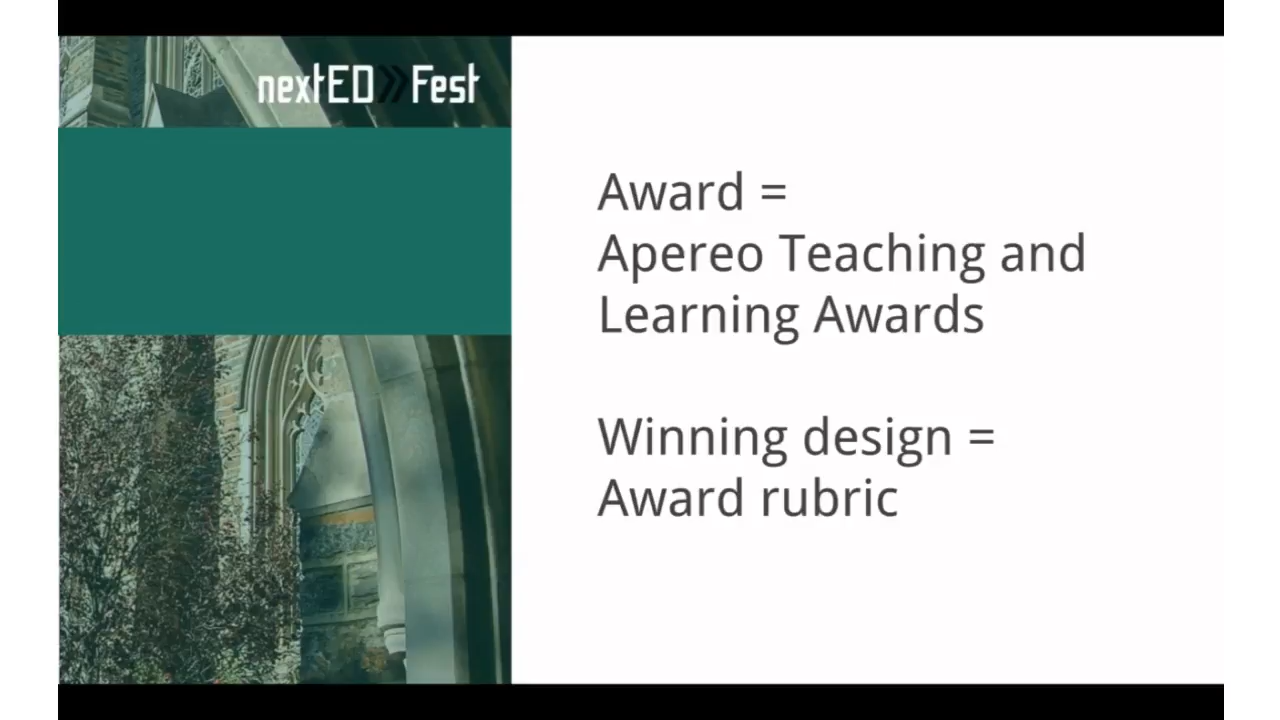 nextED»Fest
Award =
Apereo Teaching and
Learning Awards
Winning design =
Award rubric